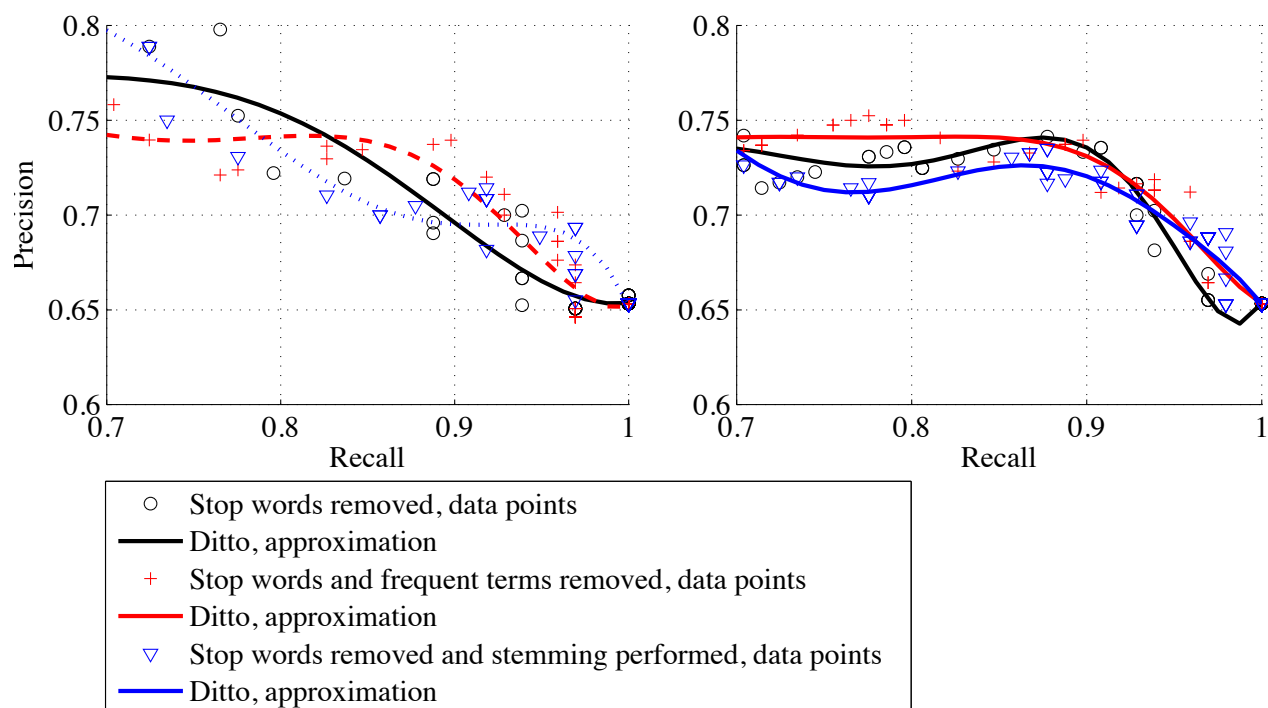 0.8
0.75
0.7
0.65
0.6
Precision
0.7 0.8 0.9 1
Recall
0.8
0.75
0.7
0.65
0.6
0.7 0.8 0.9 1
Recall
Stop words removed, data points
Ditto, approximation
Stop words and frequent terms removed, data points
Ditto, approximation
Stop words removed and stemming performed, data points
Ditto, approximation